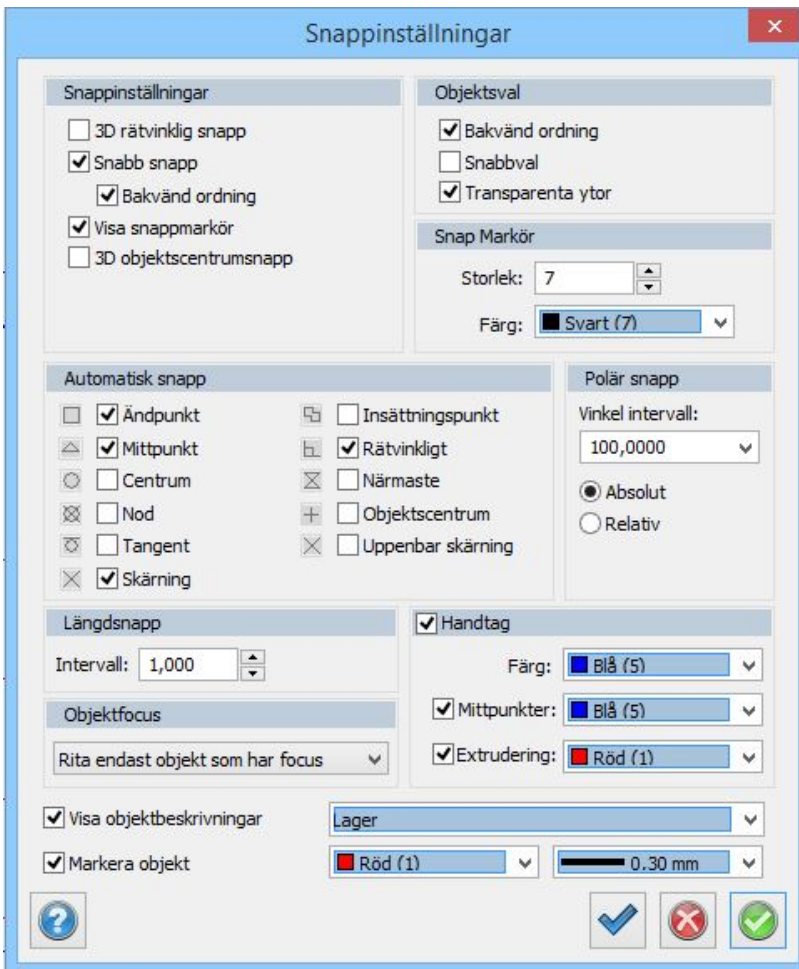 Snappinställningar
Snappinställningar
3D rätvinklig snapp
Snabb snapp
Bakvänd ordning
Visa snappmarkör
3D objektscentrumsnapp
Objektsval
Bakvänd ordning
Snabbval
Transparenta ytor
Snap Markör
Storlek: 7
Färg: Svart (7)
Automatisk snapp
Ändpunkt
Mittpunkt
Centrum
Nod
Tangent
Skärning
Insättningspunkt
Rätvinkligt
Närmaste
Objektscentrum
Uppenbar skärning
Polär snapp
Vinkel intervall:
100,0000
Absolut
Relativ
Längdsnapp
Intervall: 1,000
Objektfocus
Rita endast objekt som har focus
Handtag
Färg: Blå (5)
Mittpunkter: Blå (5)
Extrudering: Röd (1)
Visa objektbeskrivningar Lager
Markera objekt Röd (1) 0.30 mm